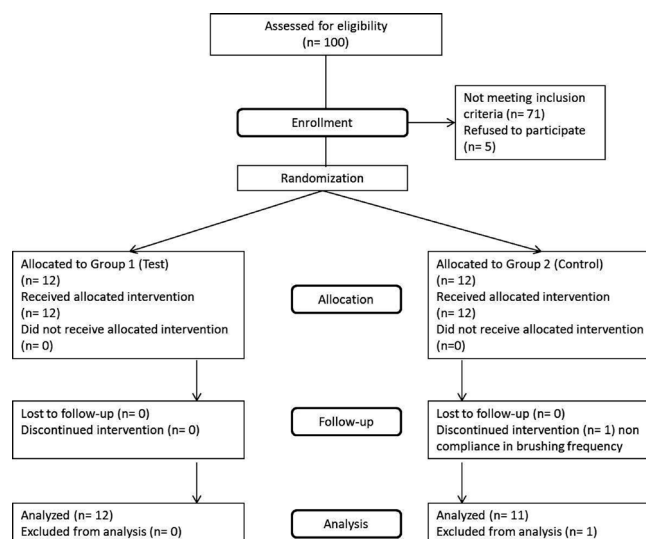 Assessed for eligibility
(n= 100)
Enrollment
Not meeting inclusion
criteria (n= 71)
Refused to participate
(n= 5)
Randomization
Allocated to Group 1 (Test)
(n= 12)
Received allocated intervention
(n= 12)
Did not receive allocated intervention
(n= 0)
Allocation
Allocated to Group 2 (Control)
(n= 12)
Received allocated intervention
(n= 12)
Did not receive allocated intervention
(n=0)
Lost to follow-up (n= 0)
Discontinued intervention (n= 0)
Follow-up
Lost to follow-up (n= 0)
Discontinued intervention (n= 1) non
compliance in brushing frequency
Analyzed (n= 12)
Excluded from analysis (n= 0)
Analysis
Analyzed (n= 11)
Excluded from analysis (n= 1)